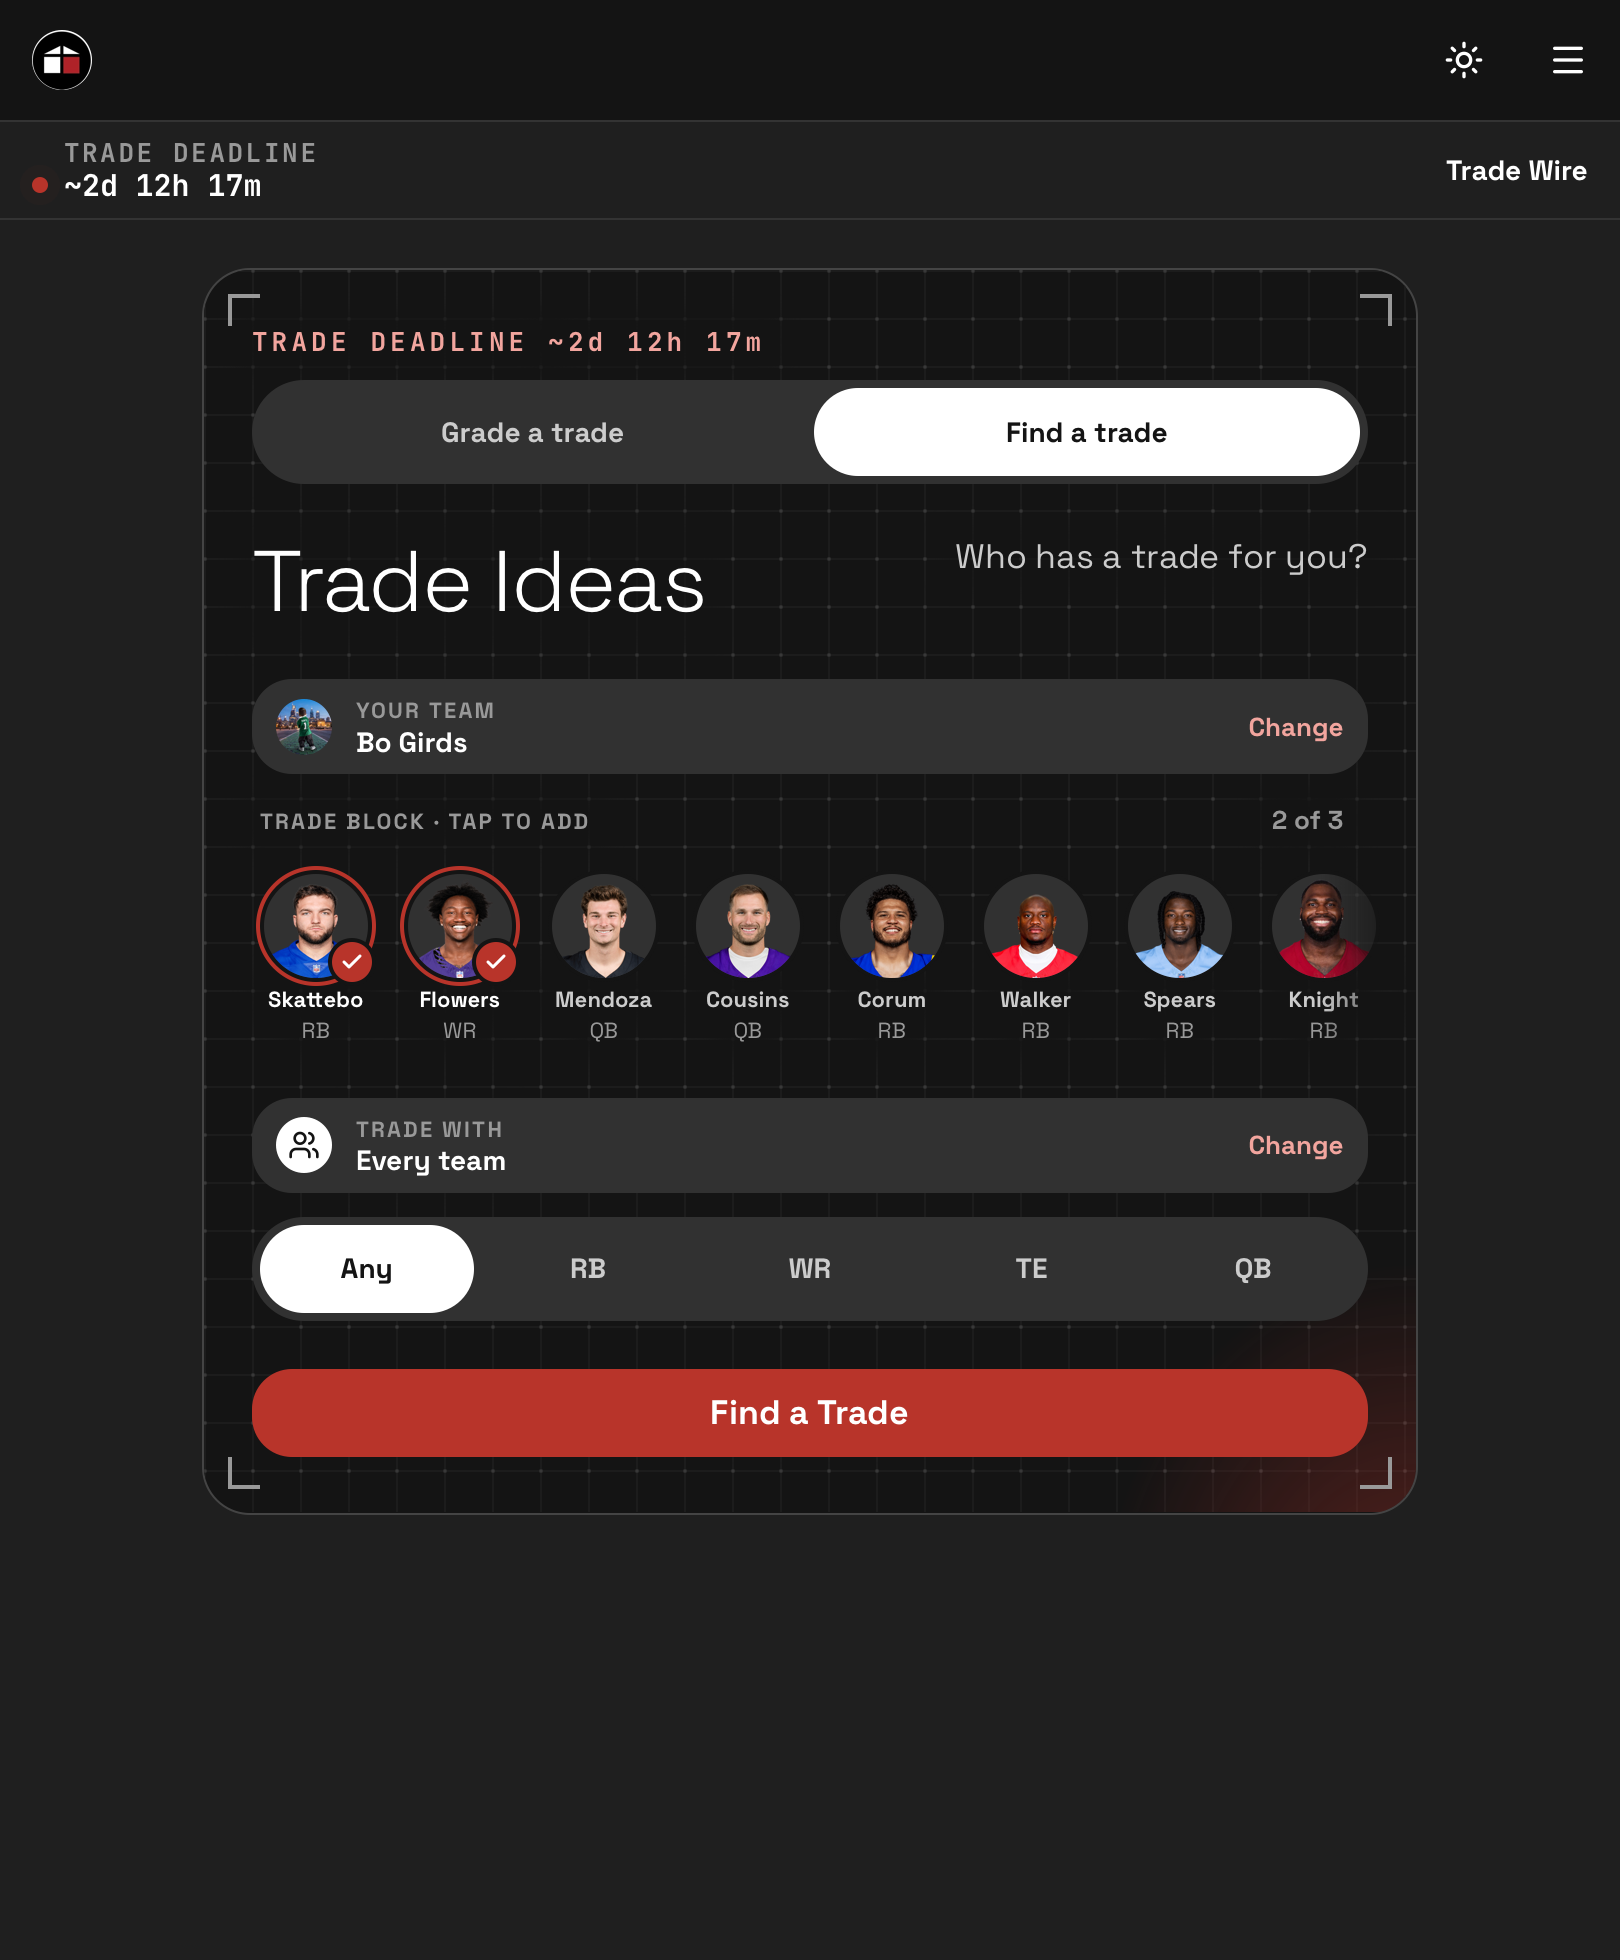 TRADE DEADLINE
~2d 12h 17m
Trade Wire
TRADE DEADLINE ~2d 12h 17m
Grade a trade
Find a trade
Trade Ideas
Who has a trade for you?
YOUR TEAM
Bo Girds
Change
TRADE BLOCK · TAP TO ADD
2 of 3
Skattebo
RB
Flowers
WR
Mendoza
QB
Cousins
QB
Corum
RB
Walker
RB
Spears
RB
Knight
RB
TRADE WITH
Every team
Change
Any
RB
WR
TE
QB
Find a Trade